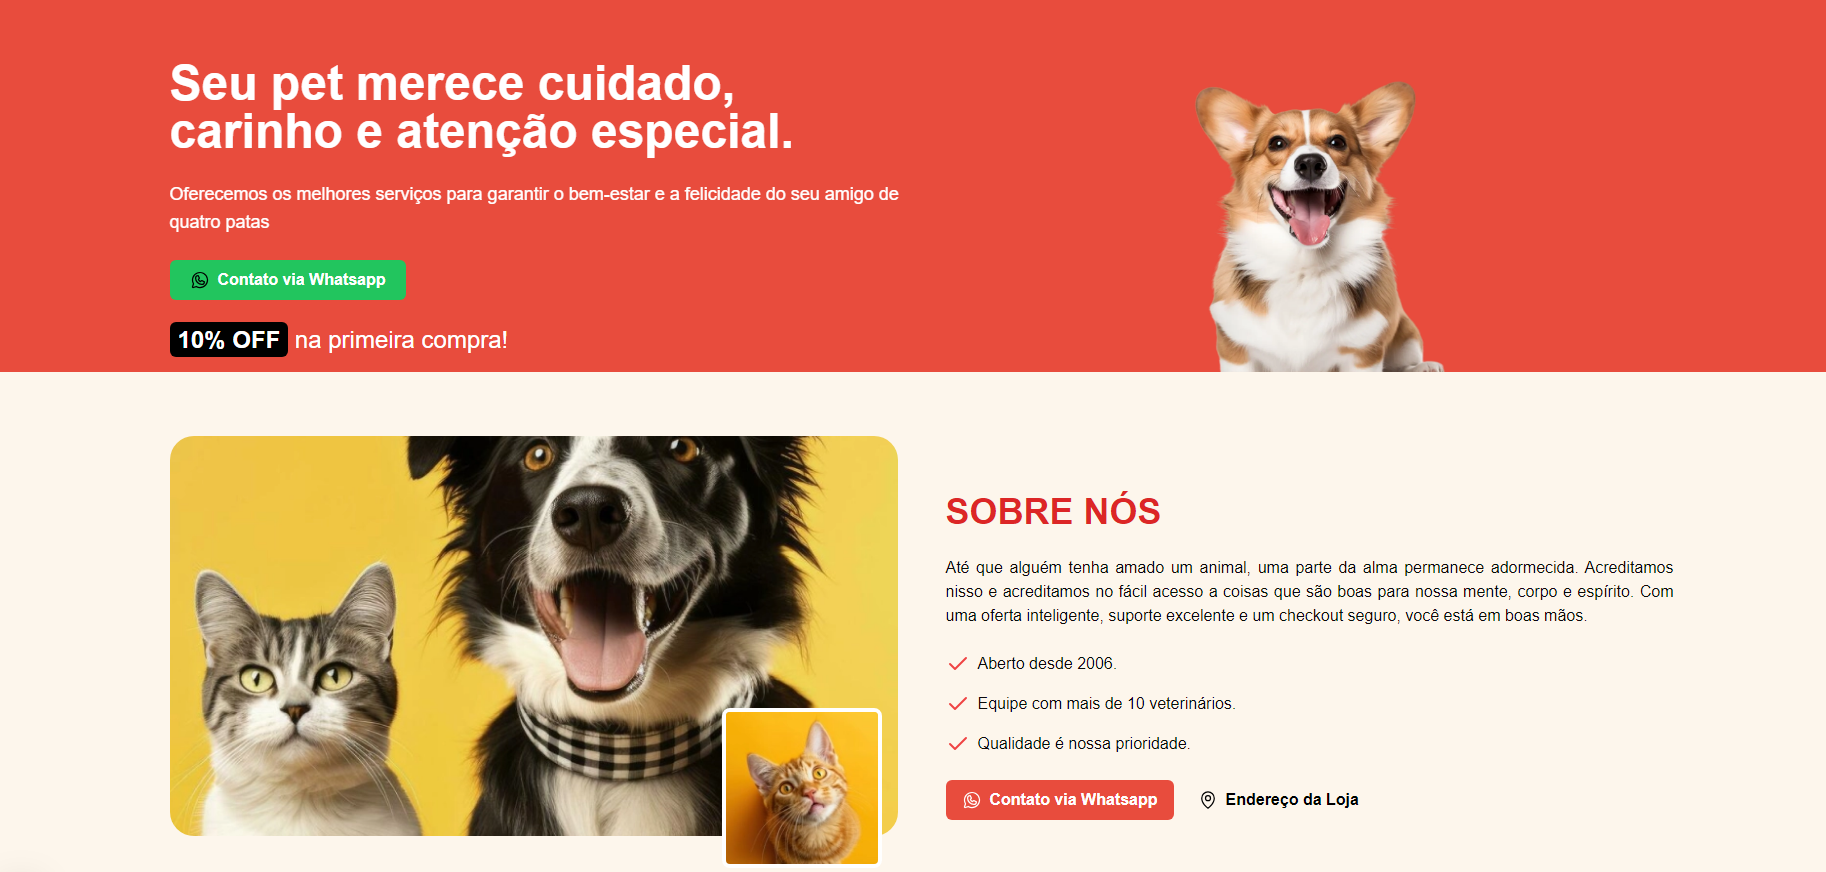 Seu pet merece cuidado,
carinho e atenção especial.
Oferecemos os melhores serviços para garantir o bem-estar e a felicidade do seu amigo de
quatro patas
Contato via Whatsapp
10% OFF na primeira compra!
SOBRE NÓS
Até que alguém tenha amado um animal, uma parte da alma permanece adormecida. Acreditamos
nisso e acreditamos no fácil acesso a coisas que são boas para nossa mente, corpo e espírito. Com
uma oferta inteligente, suporte excelente e um checkout seguro, você está em boas mãos.
Aberto desde 2006.
Equipe com mais de 10 veterinários.
Qualidade é nossa prioridade.
Contato via Whatsapp
Endereço da Loja